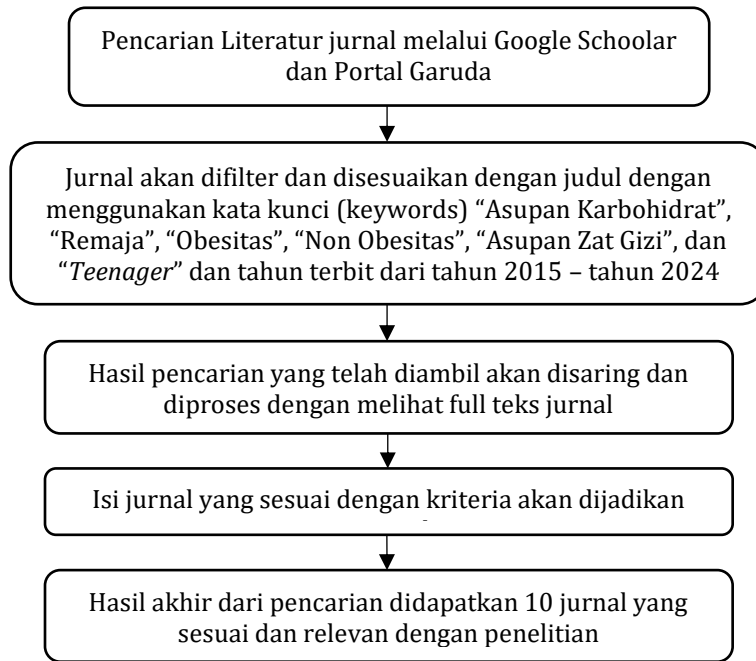 Pencarian Literatur jurnal melalui Google Schoolar
dan Portal Garuda
Jurnal akan difilter dan disesuaikan dengan judul dengan
menggunakan kata kunci (keywords) “Asupan Karbohidrat”,
“Remaja”, “Obesitas”, “Non Obesitas”, “Asupan Zat Gizi”, dan
“Teenager” dan tahun terbit dari tahun 2015 – tahun 2024
Hasil pencarian yang telah diambil akan disaring dan
diproses dengan melihat full teks jurnal
Isi jurnal yang sesuai dengan kriteria akan dijadikan
Hasil akhir dari pencarian didapatkan 10 jurnal yang
sesuai dan relevan dengan penelitian